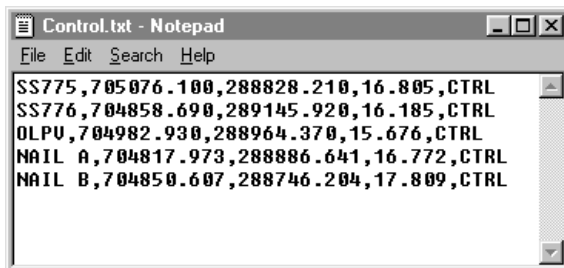 Control.txt - Notepad
File Edit Search Help
SS775,705076.100,288828.210,16.805,CTRL
SS776,704858.690,289145.920,16.185,CTRL
OLPV,704982.930,288964.370,15.676,CTRL
NAIL A,704817.973,288886.641,16.772,CTRL
NAIL B,704850.607,288746.204,17.809,CTRL